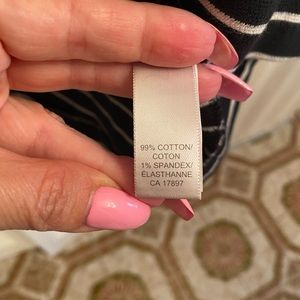 99% COTTON/
COTON
1% SPANDEX/
ÉLASTHANNE
CA 17897